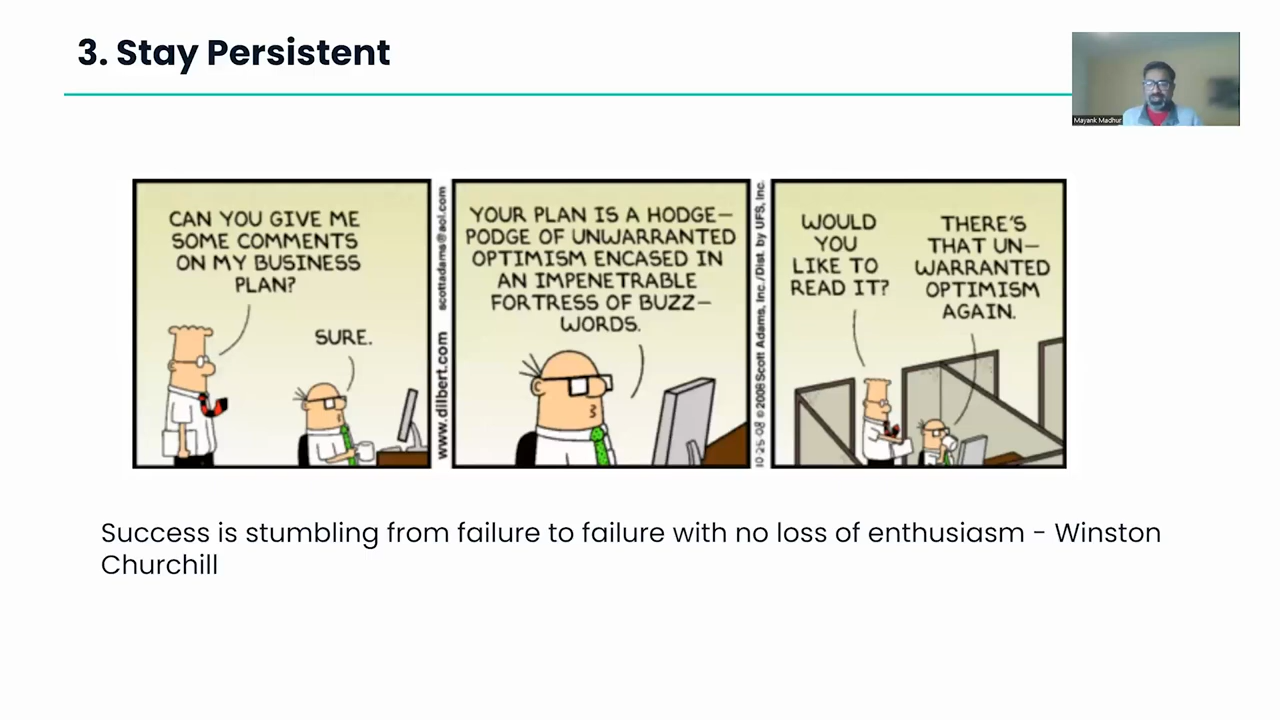 3. Stay Persistent
Mayank Madhur
CAN YOU GIVE ME
SOME COMMENTS
ON MY BUSINESS
PLAN?
SURE.
www.dilbert.com scottadams@aol.com
YOUR PLAN IS A HODGE-
PODGE OF UNWARRANTED
OPTIMISM ENCASED IN
AN IMPENETRABLE
FORTRESS OF BUZZ-
WORDS.
10-25-08 © 2008 Scott Adams, Inc./Dist. by UFS, Inc.
WOULD
YOU
LIKE TO
READ IT?
THERE'S
THAT UN-
WARRANTED
OPTIMISM
AGAIN.
Success is stumbling from failure to failure with no loss of enthusiasm - Winston
Churchill